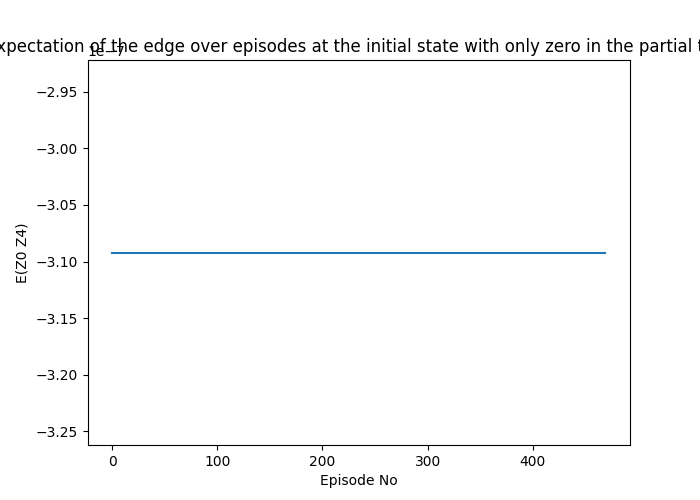 xpectation of the edge over episodes at the initial state with only zero in the partial t
1e−7
−2.95
−3.00
−3.05
−3.10
−3.15
−3.20
−3.25
E(Z0 Z4)
0 100 200 300 400
Episode No